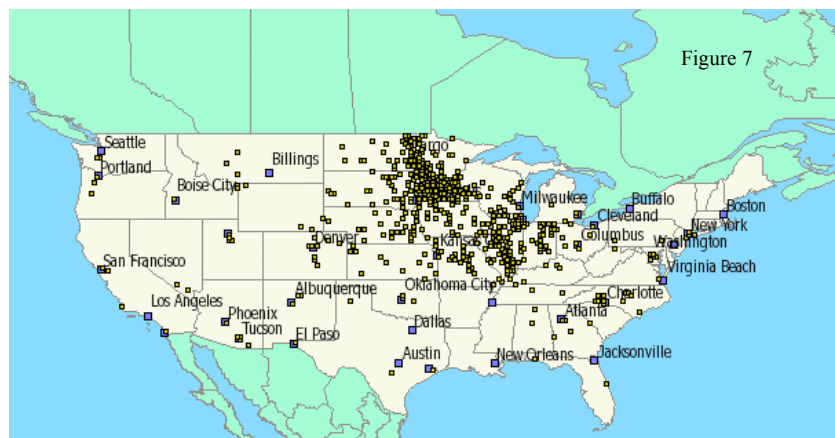 Figure 7
Seattle
Portland
Billings
Boise City
Milwaukee
Buffalo
Boston
Cleveland
New York
Columbus
Washington
Denver
Kansas
San Francisco
Virginia Beach
Albuquerque
Oklahoma City
Charlotte
Los Angeles
Phoenix
Tucson
Atlanta
Dallas
El Paso
Austin
New Orleans
Jacksonville